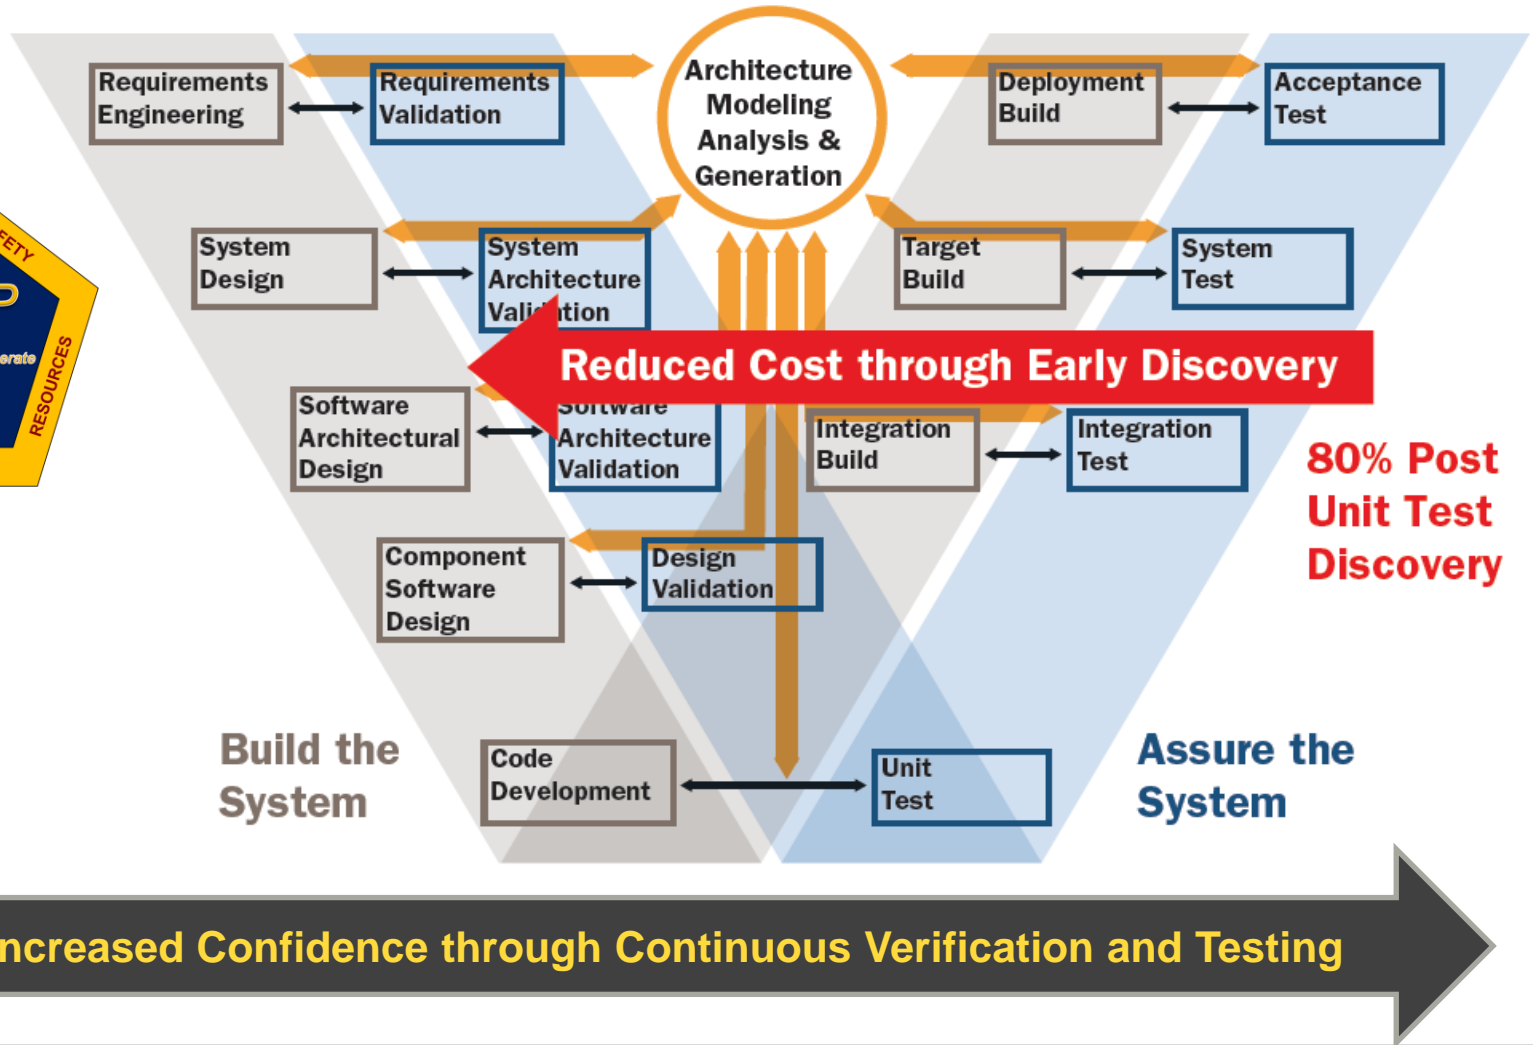 Requirements
Engineering
Requirements
Validation
Architecture
Modeling
Analysis &
Generation
Deployment
Build
Acceptance
Test
System
Design
System
Architecture
Validation
Target
Build
System
Test
RESOURCES
Reduced Cost through Early Discovery
Software
Architectural
Design
Software
Architecture
Validation
Integration
Build
Integration
Test
80% Post
Unit Test
Discovery
Component
Software
Design
Design
Validation
Build the
System
Code
Development
Unit
Test
Assure the
System
ncreased Confidence through Continuous Verification and Testing